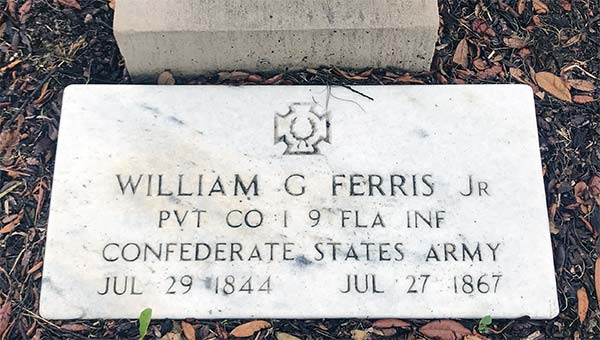 WILLIAM G FERRIS JR
PVT CO I 9 FLA INF
CONFEDERATE STATES ARMY
JUL 29 1844 JUL 27 1867